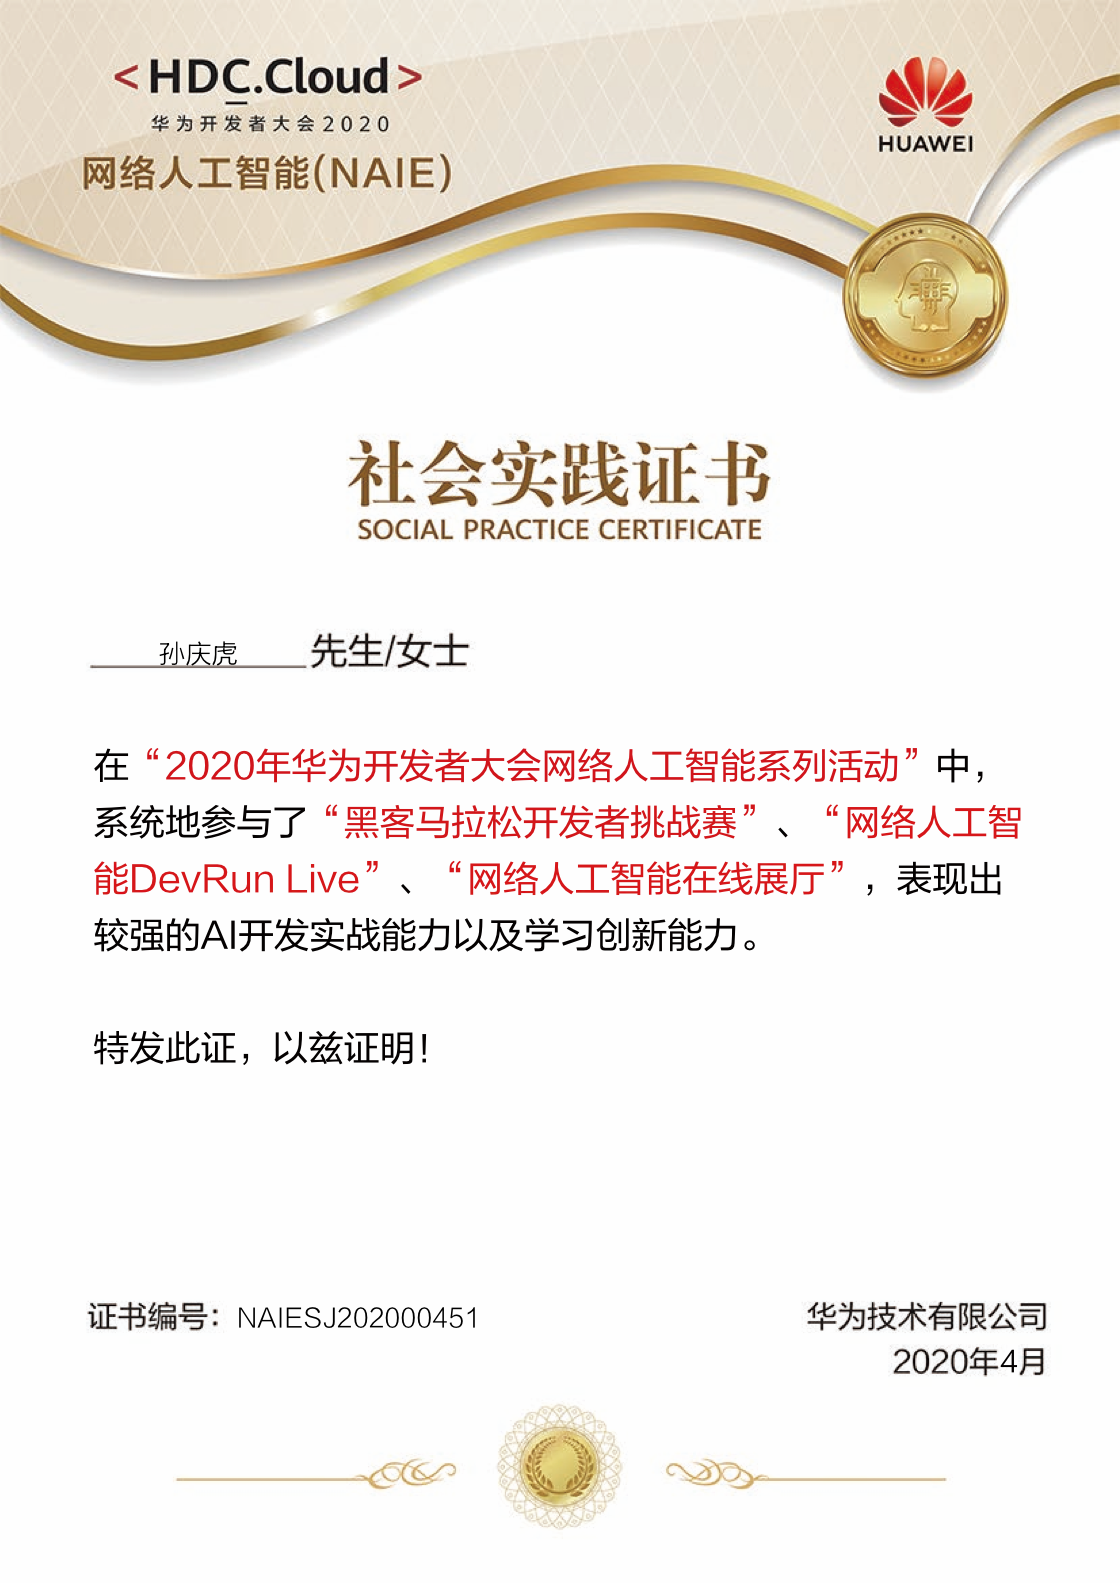 <HDC.Cloud>
华为开发者大会2020
网络人工智能(NAIE)
HUAWEI
社会实践证书
SOCIAL PRACTICE CERTIFICATE
孙庆虎 先生/女士
在“2020年华为开发者大会网络人工智能系列活动”中，
系统地参与了“黑客马拉松开发者挑战赛”、“网络人工智
能DevRun Live”、“网络人工智能在线展厅”，表现出
较强的AI开发实战能力以及学习创新能力。
特发此证，以兹证明！
证书编号：NAIESJ202000451
华为技术有限公司
2020年4月